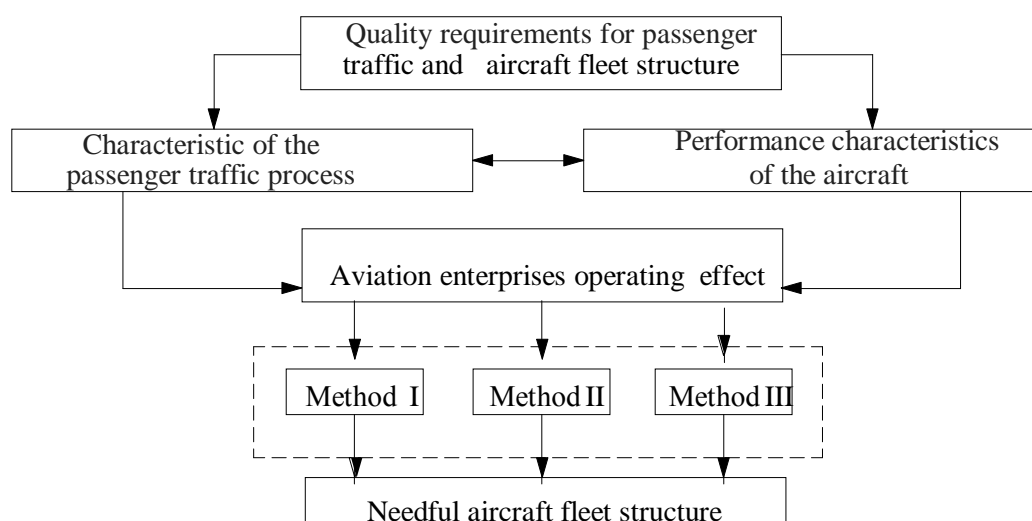 Quality requirements for passenger
traffic and aircraft fleet structure
Characteristic of the
passenger traffic process
Performance characteristics
of the aircraft
Aviation enterprises operating effect
Method I
Method II
Method III
Needful aircraft fleet structure